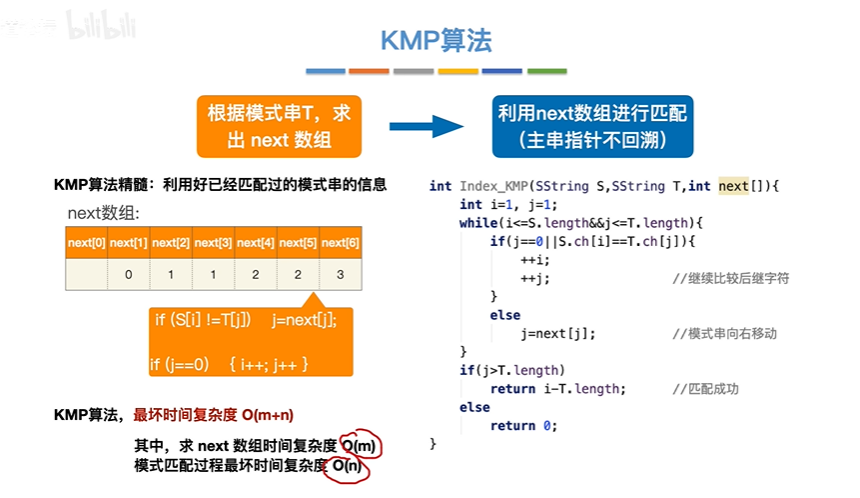 bilibili
KMP算法
根据模式串T，求
出 next 数组
利用next数组进行匹配
（主串指针不回溯）
KMP算法精髓：利用好已经匹配过的模式串的信息
next数组:
next[0] next[1] next[2] next[3] next[4] next[5] next[6]
0 1 1 2 2 3
if (S[i] !=T[j]) j=next[j];
if (j==0) { i++; j++ }
KMP算法，最坏时间复杂度 O(m+n)
其中，求 next 数组时间复杂度 O(m)
模式匹配过程最坏时间复杂度 O(n)
int Index_KMP(SString S,SString T,int next[]){
int i=1, j=1;
while(i<=S.length&&j<=T.length){
if(j==0||S.ch[i]==T.ch[j]){
++i;
++j; //继续比较后继字符
}
else
j=next[j]; //模式串向右移动
}
if(j>T.length)
return i-T.length; //匹配成功
else
return 0;
}